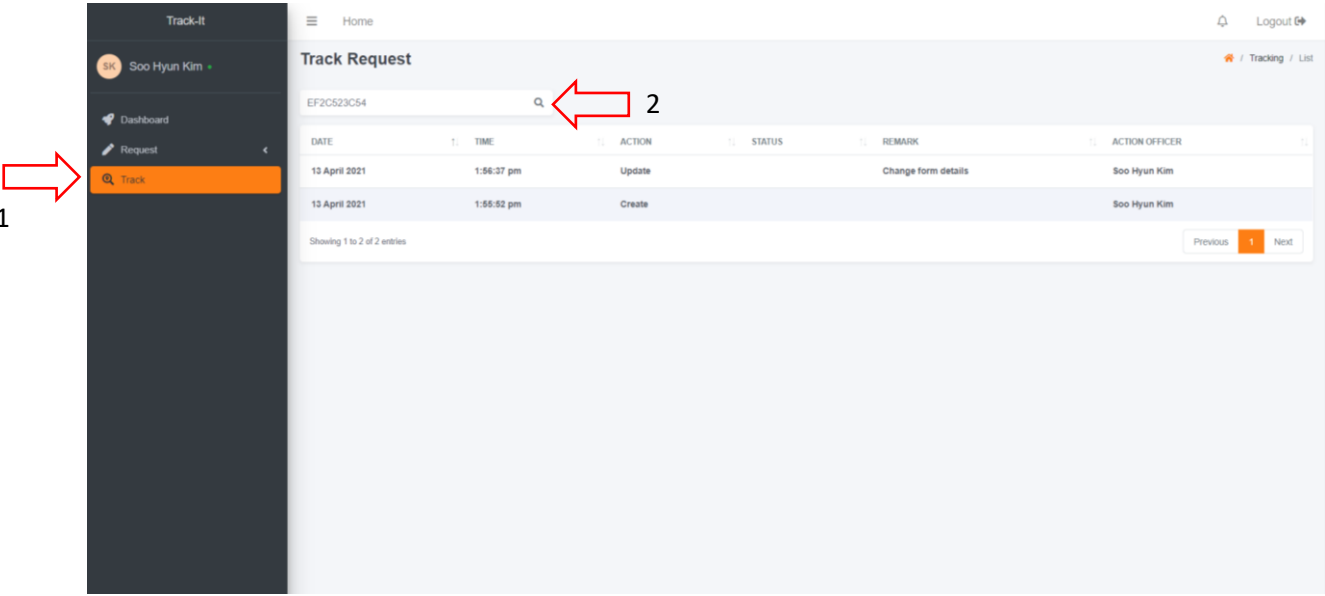 Track-It
Home
Logout
SK
Soo Hyun Kim
Track Request
/ Tracking / List
EF2C523C54
2
Dashboard
Request
Track
1
DATE TIME ACTION STATUS REMARK ACTION OFFICER
13 April 2021 1:56:37 pm Update Change form details Soo Hyun Kim
13 April 2021 1:55:52 pm Create Soo Hyun Kim
Showing 1 to 2 of 2 entries
Previous 1 Next